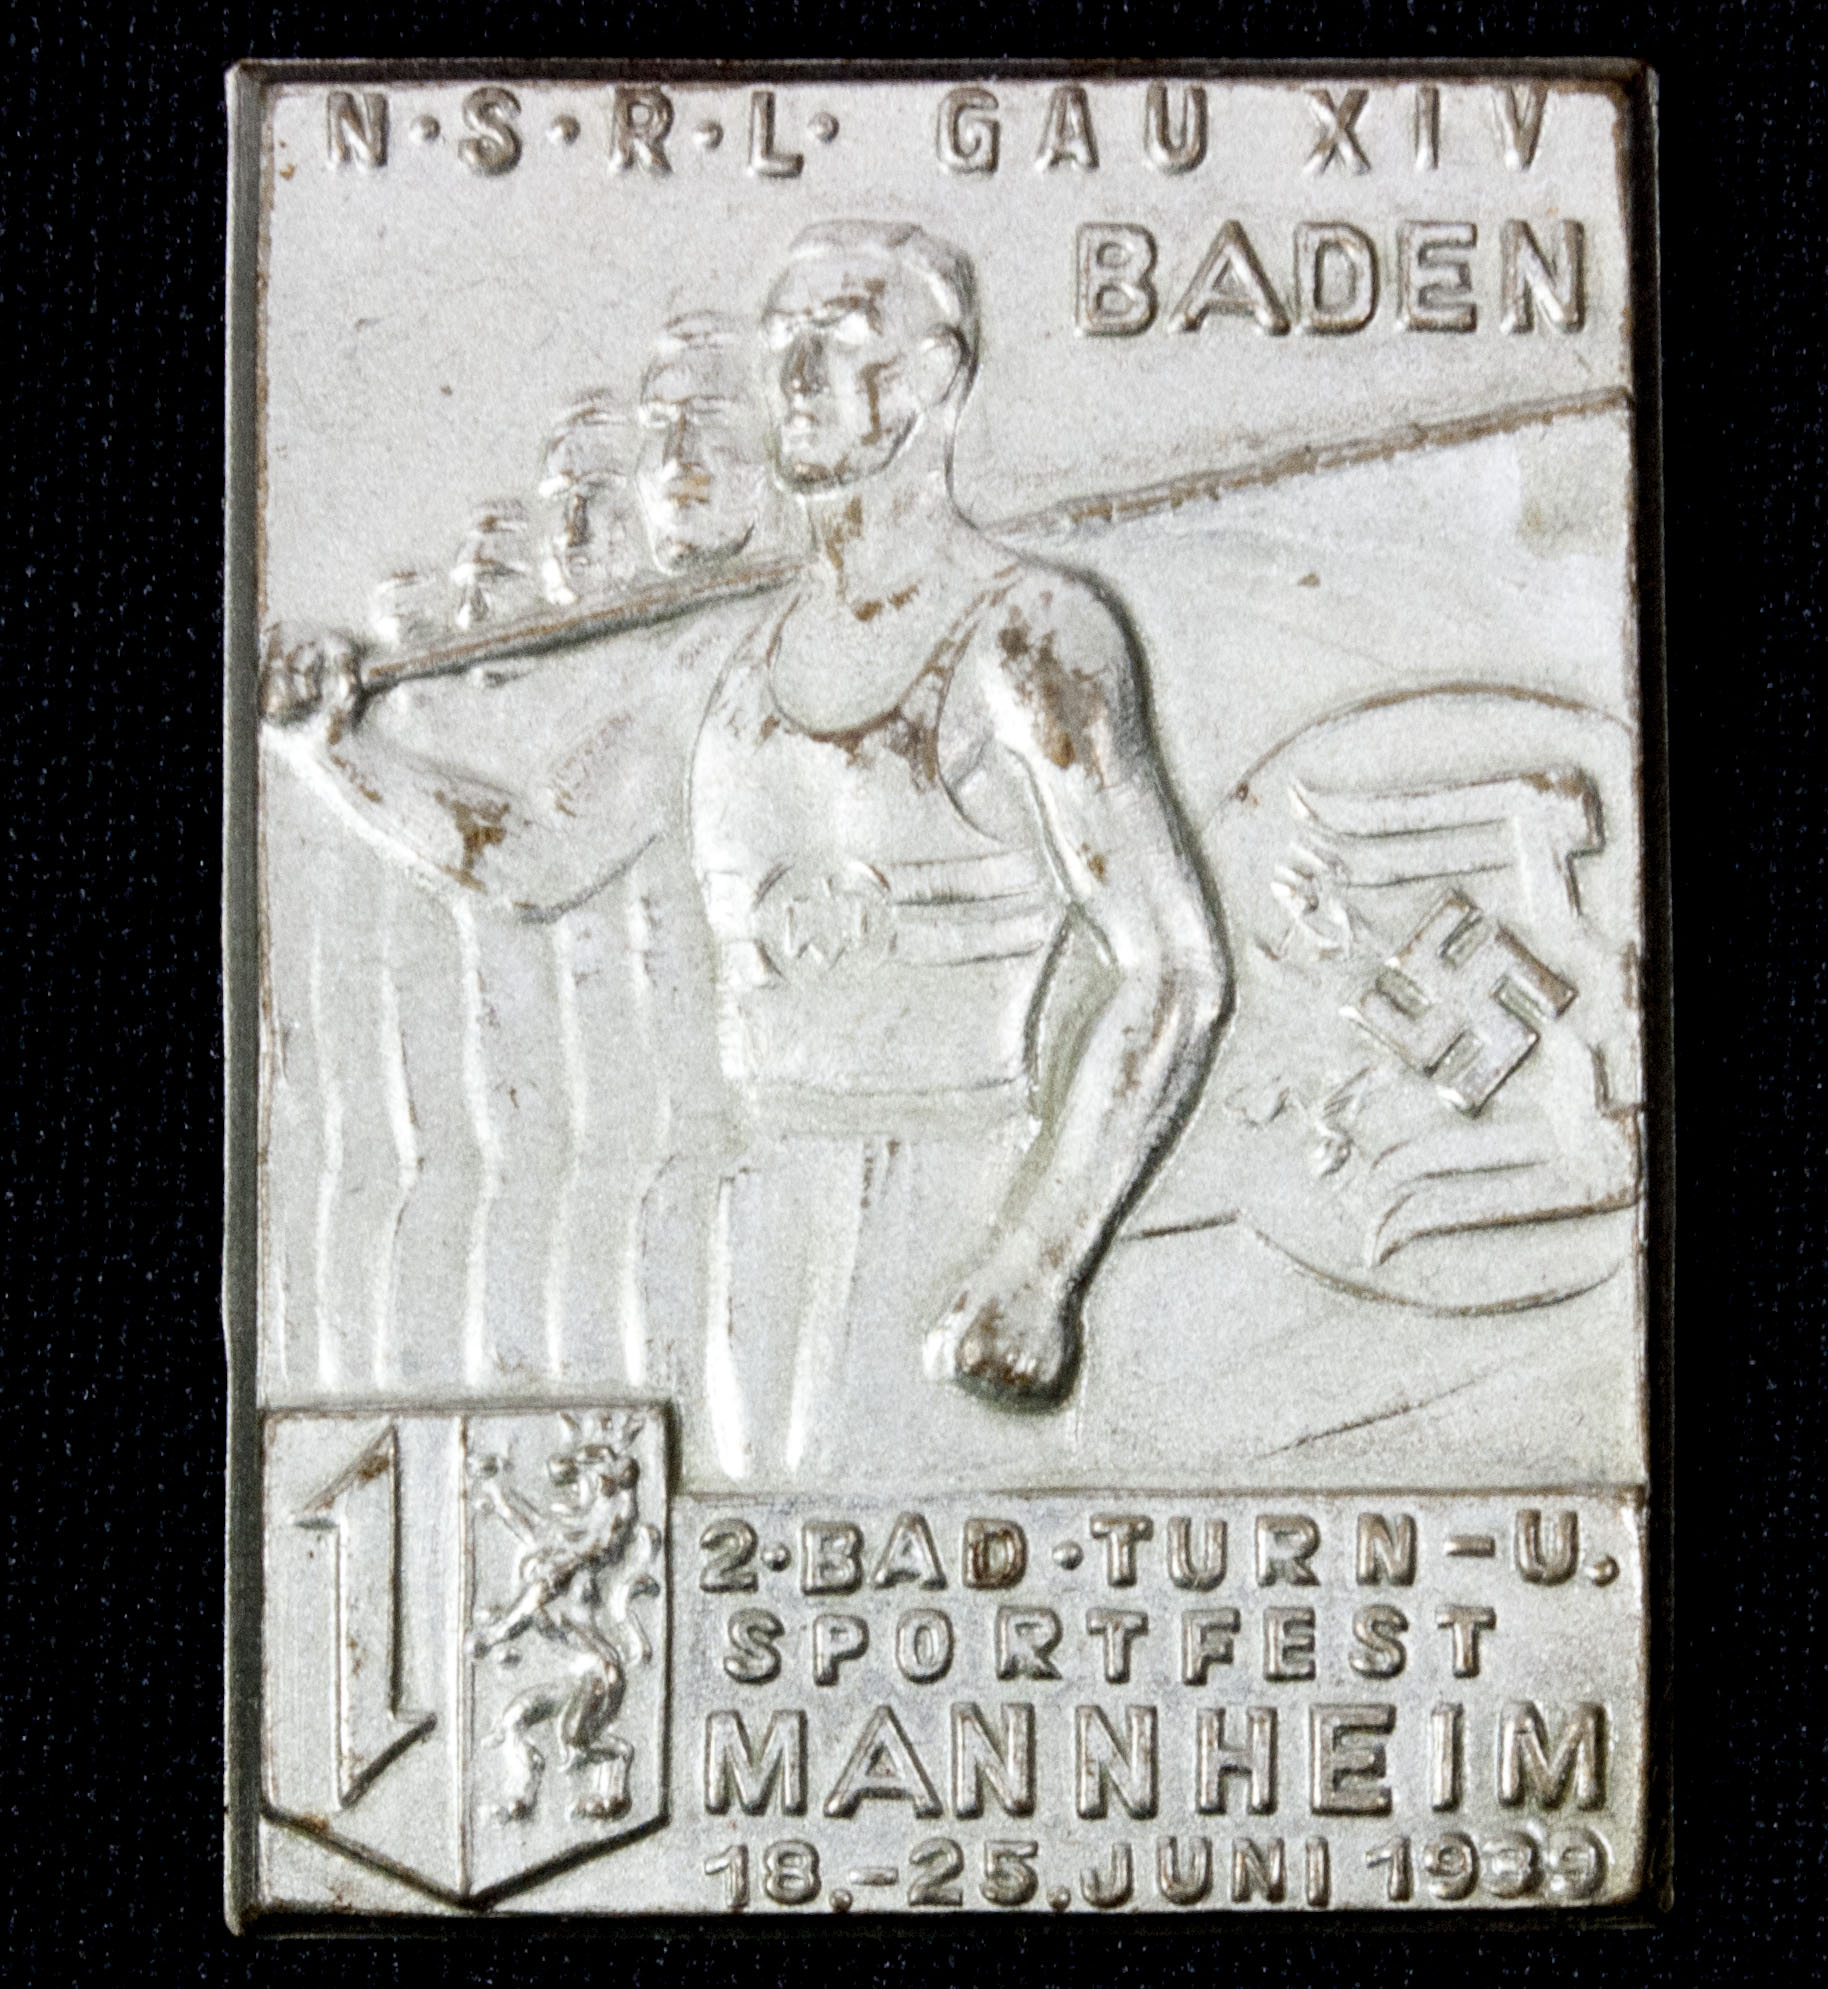 N·S·R·L· GAU XIV
BADEN
2·BAD·TURN-U.
SPORTFEST
MANNHEIM
18.-25.JUNI 1939